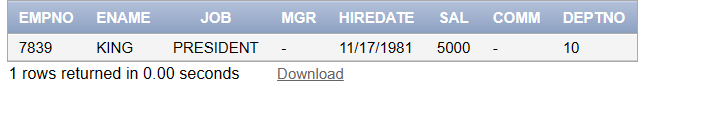 EMPNO ENAME JOB MGR HIREDATE SAL COMM DEPTNO
7839 KING PRESIDENT - 11/17/1981 5000 - 10
1 rows returned in 0.00 seconds Download